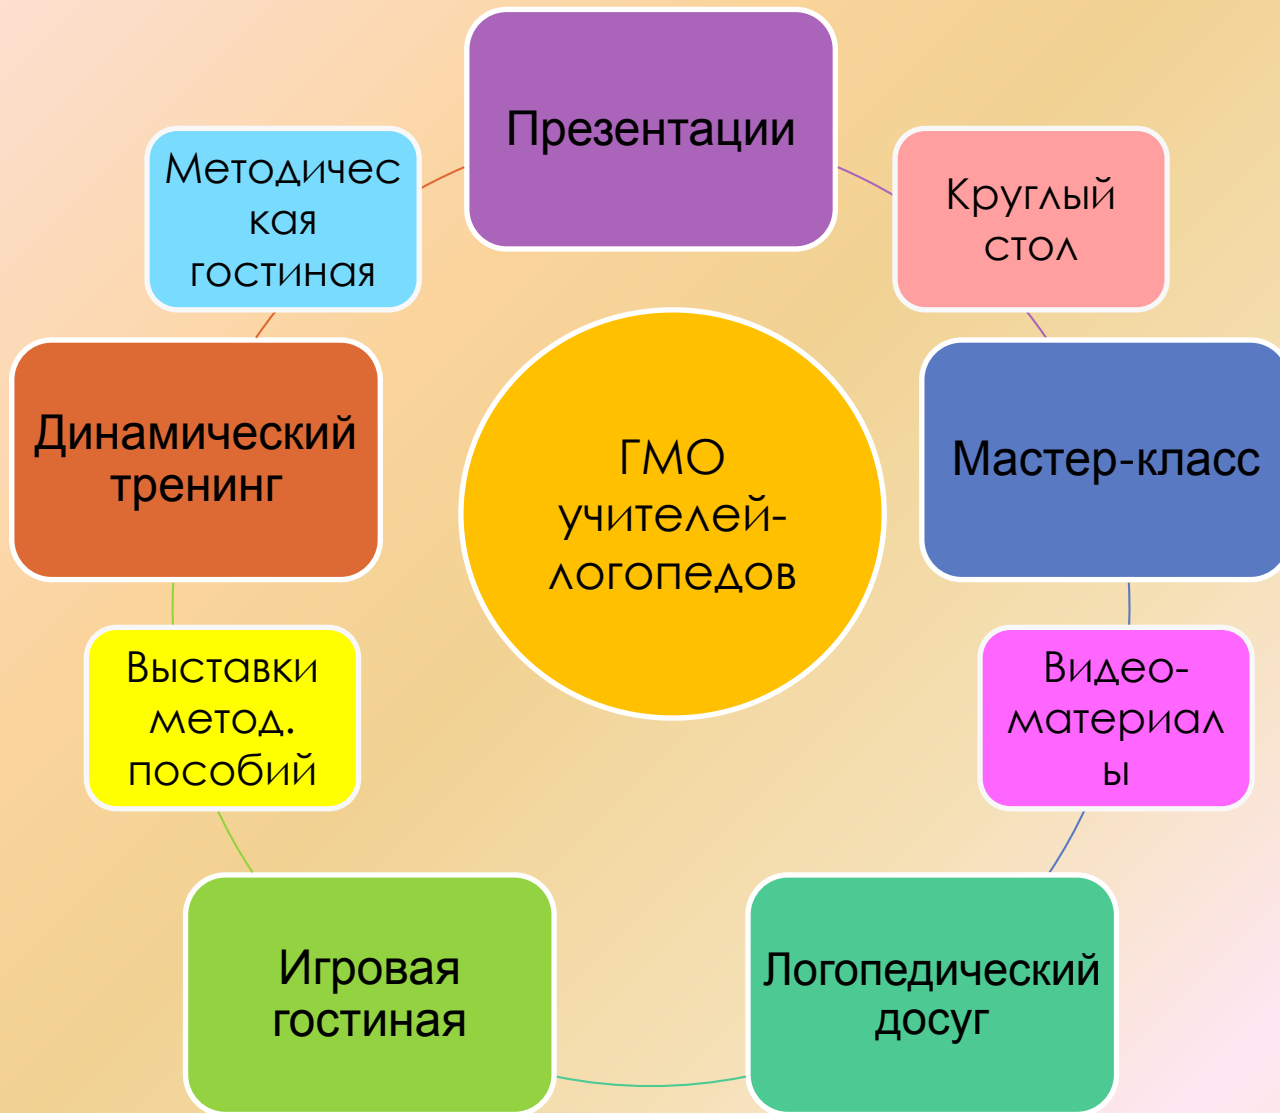 Презентации
Методичес
кая
гостиная
Круглый
стол
Динамический
тренинг
ГМО
учителей-
логопедов
Мастер-класс
Выставки
метод.
пособий
Видео-
материал
ы
Игровая
гостиная
Логопедический
досуг